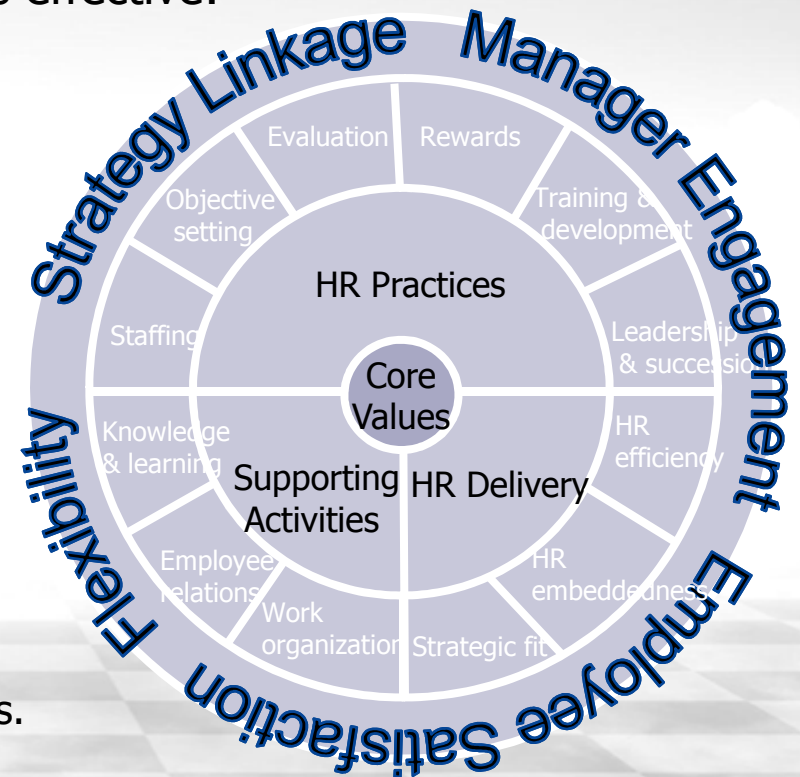 effective.
Strategy Linkage
Manager Engagement
Evaluation
Rewards
Objective
setting
Training &
development
HR Practices
Staffing
Leadership
& succession
Core
Values
Knowledge
& learning
HR
efficiency
Supporting
Activities
HR Delivery
Employee
relations
HR
embeddedness
Work
organization
Strategic fit
Flexibility
Employee Satisfaction
s.